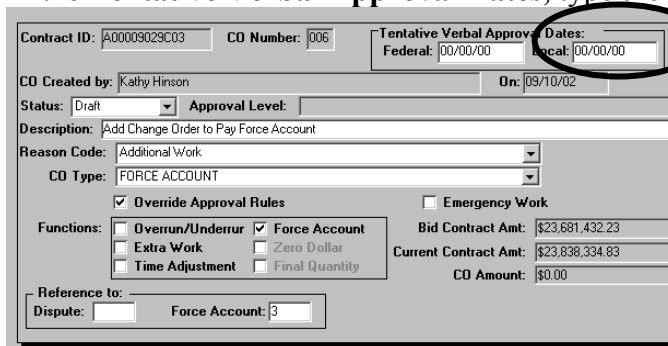 Tentative Verbal Approval Dates:
Contract ID: A00009029C03 CO Number: 006 Federal: 00/00/00 Local: 00/00/00
CO Created by: Kathy Hinson On: 09/10/02
Status: Draft Approval Level:
Description: Add Change Order to Pay Force Account
Reason Code: Additional Work
CO Type: FORCE ACCOUNT
Override Approval Rules Emergency Work
Functions: Overrun/Underrur Force Account Bid Contract Amt: $23,681,432.23
Extra Work Zero Dollar Current Contract Amt: $23,838,334.83
Time Adjustment Final Quantity CO Amount: $0.00
Reference to:
Dispute: Force Account: 3